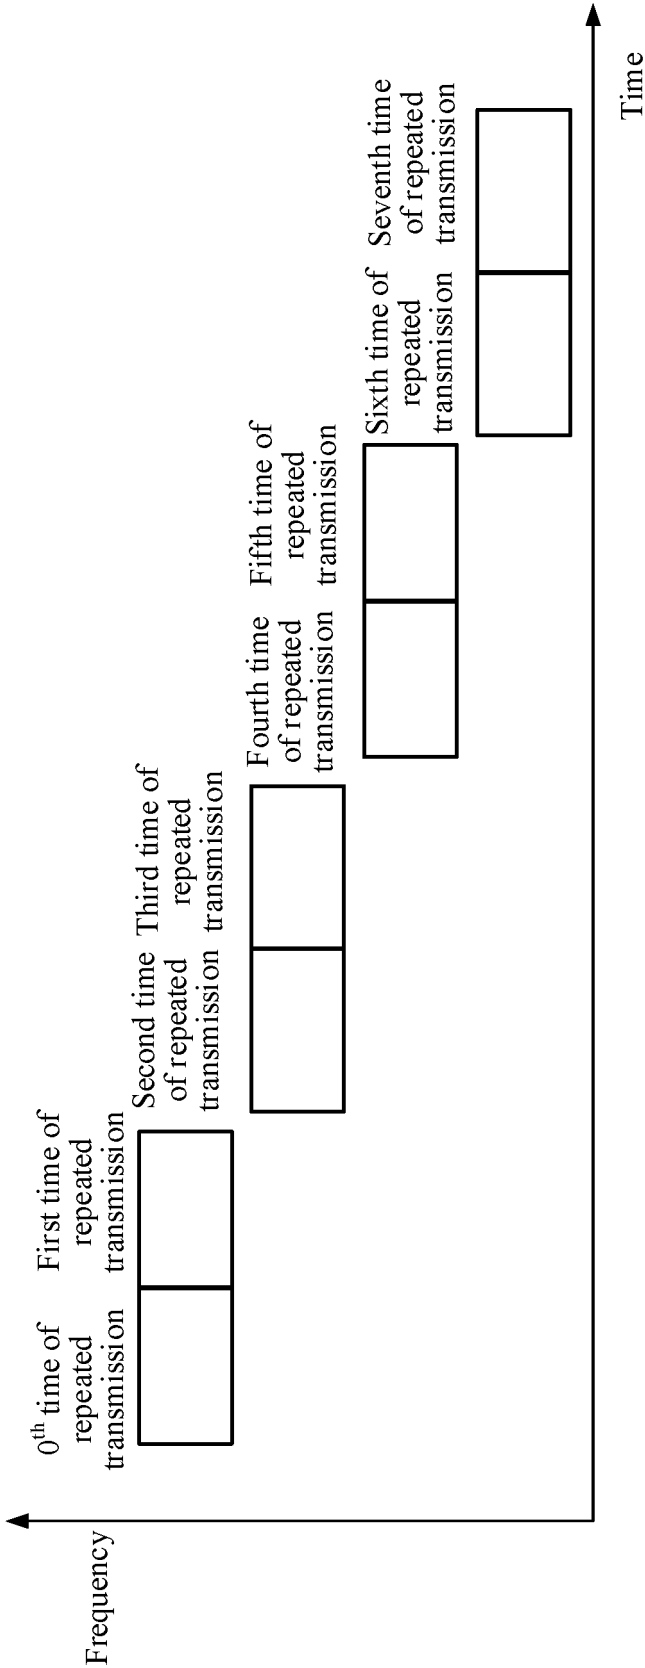 Frequency
0th time of
repeated
transmission
First time of
repeated
transmission
Second time
of repeated
transmission
Third time of
repeated
transmission
Fourth time
of repeated
transmission
Fifth time of
repeated
transmission
Sixth time of
repeated
transmission
Seventh time
of repeated
transmission
Time